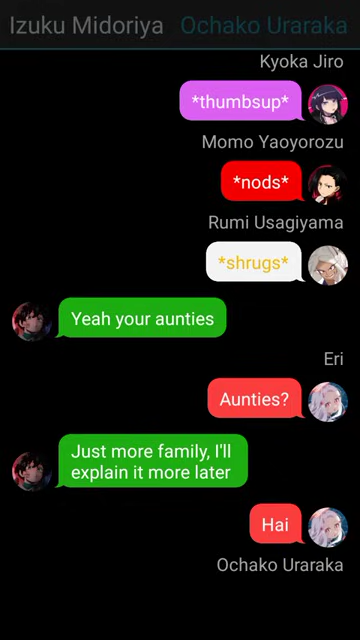 Izuku Midoriya Ochako Uraraka
Kyoka Jiro
*thumbsup*
Momo Yaoyorozu
*nods*
Rumi Usagiyama
*shrugs*
Yeah your aunties
Eri
Aunties?
Just more family, I'll
explain it more later
Hai
Ochako Uraraka